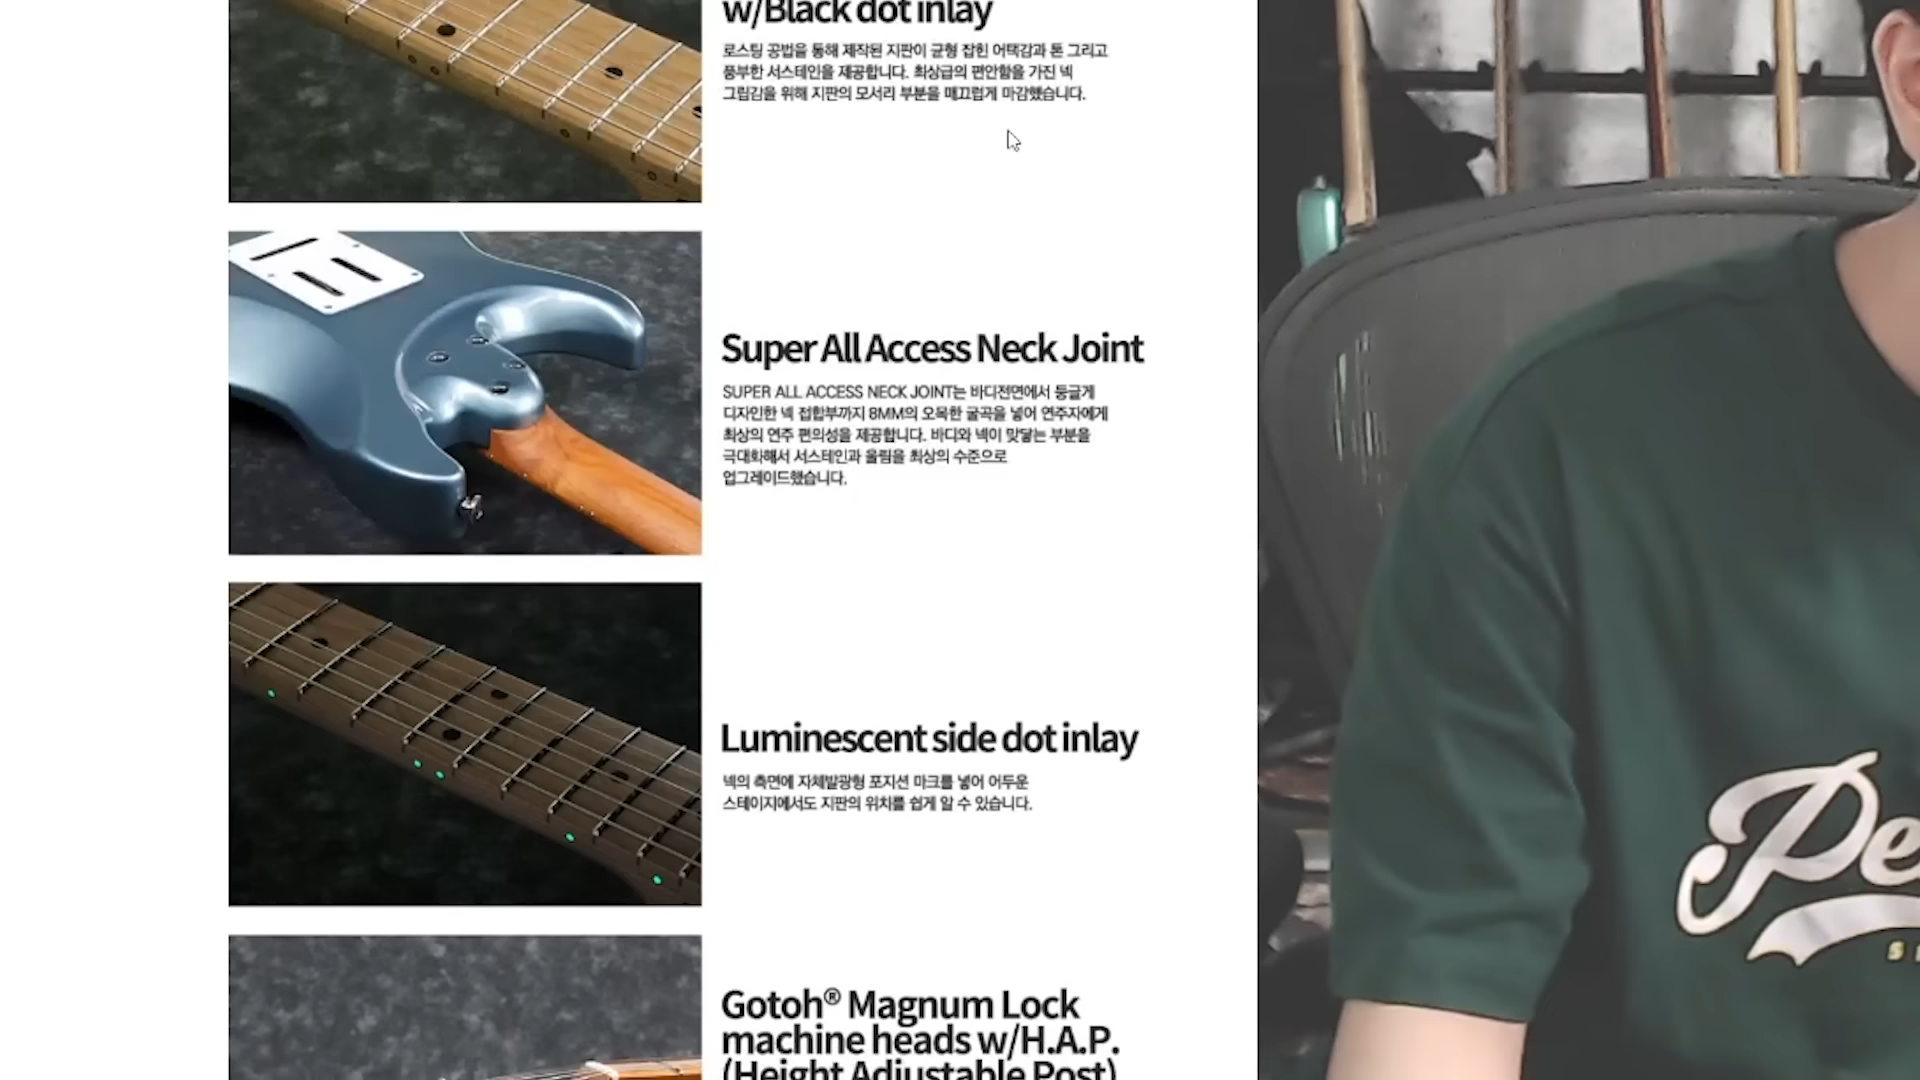 w/Black dot inlay
로스팅 공법을 통해 제작된 지판이 균형 잡힌 어택감과 톤 그리고
풍부한 서스테인을 제공합니다. 최상급의 편안함을 가진 넥
그립감을 위해 지판의 모서리 부분을 매끄럽게 마감했습니다.
Super All Access Neck Joint
SUPER ALL ACCESS NECK JOINT는 바디전면에서 둥글게
디자인한 넥 접합부까지 8MM의 오목한 굴곡을 넣어 연주자에게
최상의 연주 편의성을 제공합니다. 바디와 넥이 맞닿는 부분을
극대화해서 서스테인과 울림을 최상의 수준으로
업그레이드했습니다.
Luminescent side dot inlay
넥의 측면에 자체발광형 포지션 마크를 넣어 어두운
스테이지에서도 지판의 위치를 쉽게 알 수 있습니다.
Gotoh® Magnum Lock
machine heads w/H.A.P.
(Height Adjustable Post)
Pe